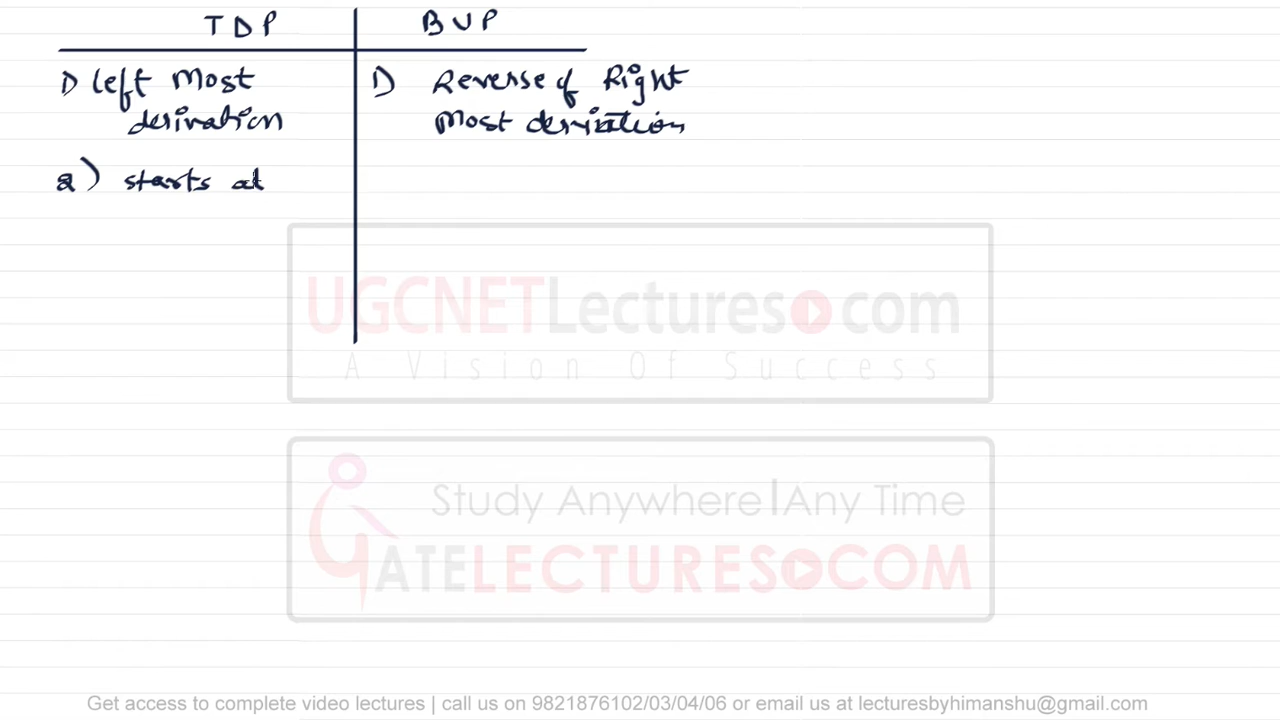 TDP
BUP
1) left Most
derivation
1) Reverse of Right
Most derivation
2) starts at
UGCNETLectures.com
A Vision Of Success
Study Anywhere|Any Time
GATELECTURES.COM
Get access to complete video lectures | call us on 9821876102/03/04/06 or email us at lecturesbyhimanshu@gmail.com